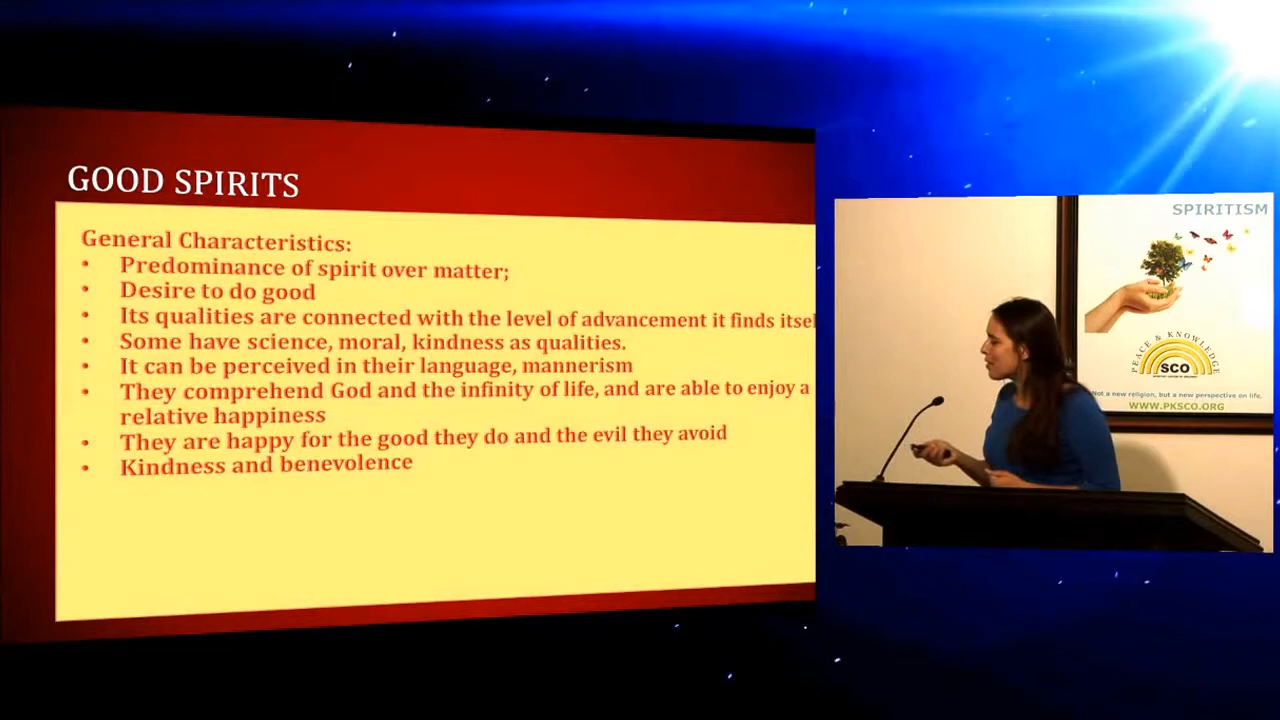 GOOD SPIRITS
General Characteristics:
• Predominance of spirit over matter;
• Desire to do good
• Its qualities are connected with the level of advancement it finds itsel
• Some have science, moral, kindness as qualities.
• It can be perceived in their language, mannerism
• They comprehend God and the infinity of life, and are able to enjoy a
relative happiness
• They are happy for the good they do and the evil they avoid
• Kindness and benevolence
SPIRITISM
PEACE & KNOWLEDGE
SCO
Not a new religion, but a new perspective on life.
WWW.PKSCO.ORG